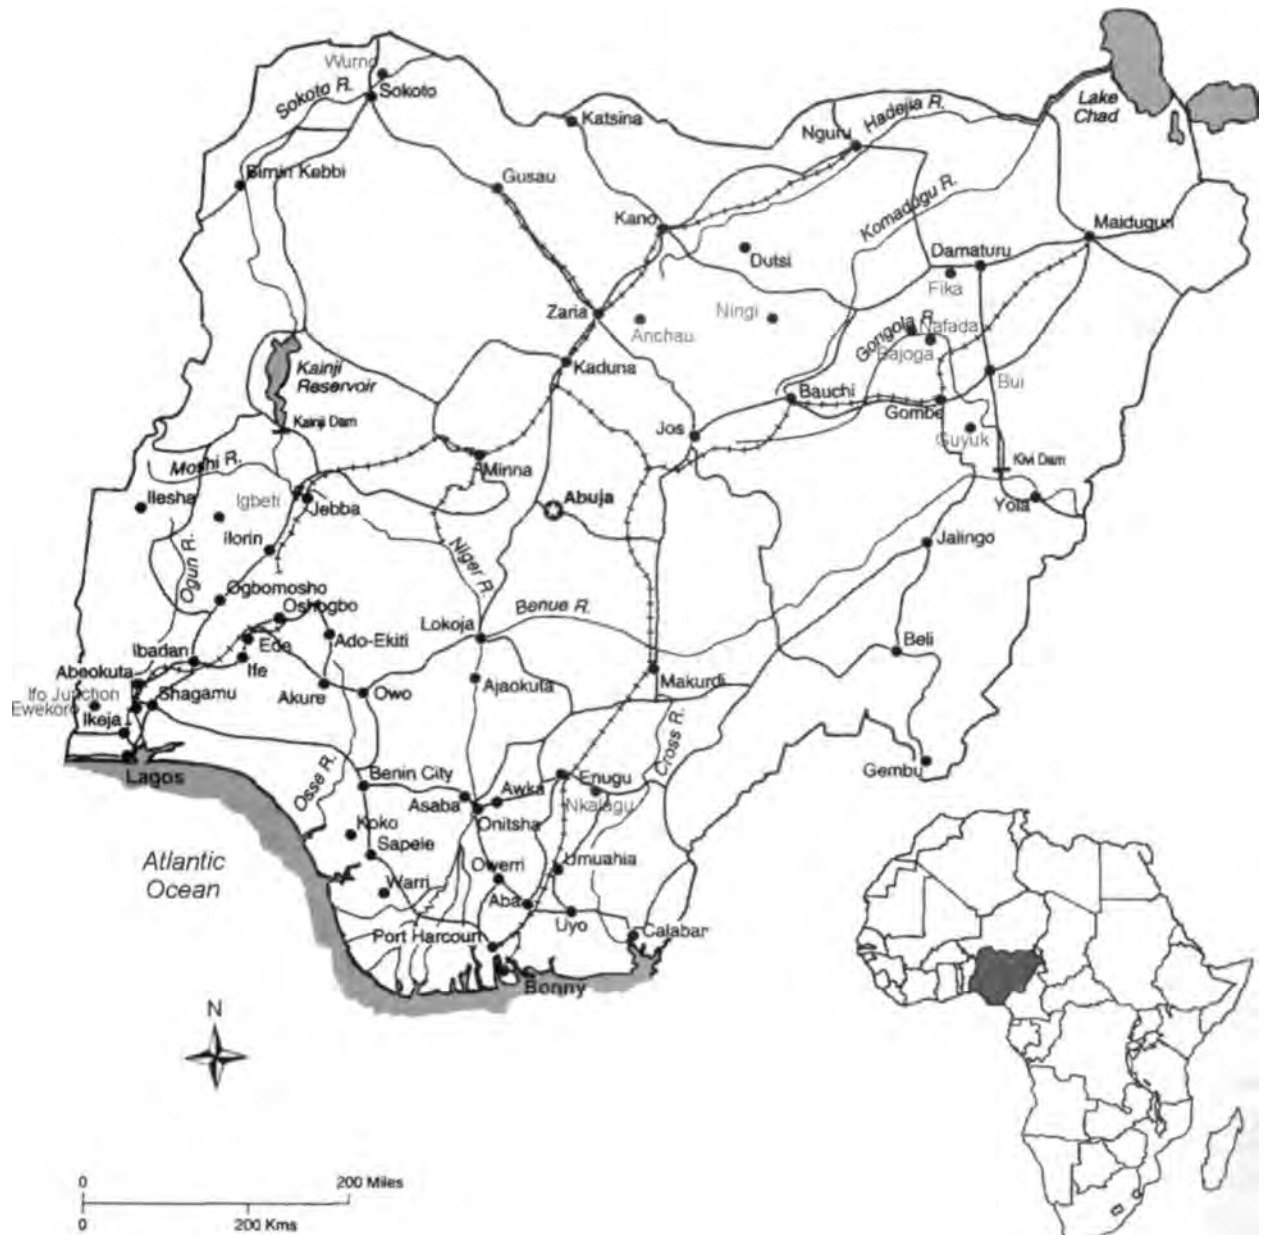 Wurno
Sokoto R.
Sokoto
Katsina
Lake
Chad
Nguru
Hadejia R.
Birnin Kebbi
Gusau
Komadugu R.
Kano
Maiduguri
Dutsi
Damaturu
Fika
Zaria
Anchau
Ningi
Gongola R.
Nafada
Bajoga
Kainji
Reservoir
Kaduna
Bui
Bauchi
Gombe
Kainji Dam
Jos
Guyuk
Moshi R.
Minna
Kiwi Dam
Ilesha
Igbeti
Jebba
Abuja
Yola
Ilorin
Jalingo
Ogun R.
Niger R.
Ogbomosho
Oshogbo
Benue R.
Lokoja
Ede
Ado-Ekiti
Beli
Ibadan
Ife
Abeokuta
Ajaokuta
Makurdi
Ifo Junction
Shagamu
Akure
Owo
Ewekoro
Ikeja
Cross R.
Gembu
Lagos
Osse R.
Benin City
Enugu
Asaba
Awka
Nkalagu
Onitsha
Koko
Sapele
Atlantic
Ocean
Owerri
Umuahia
Warri
Aba
Uyo
Port Harcourt
Calabar
Bonny
N
0
200 Miles
0
200 Kms